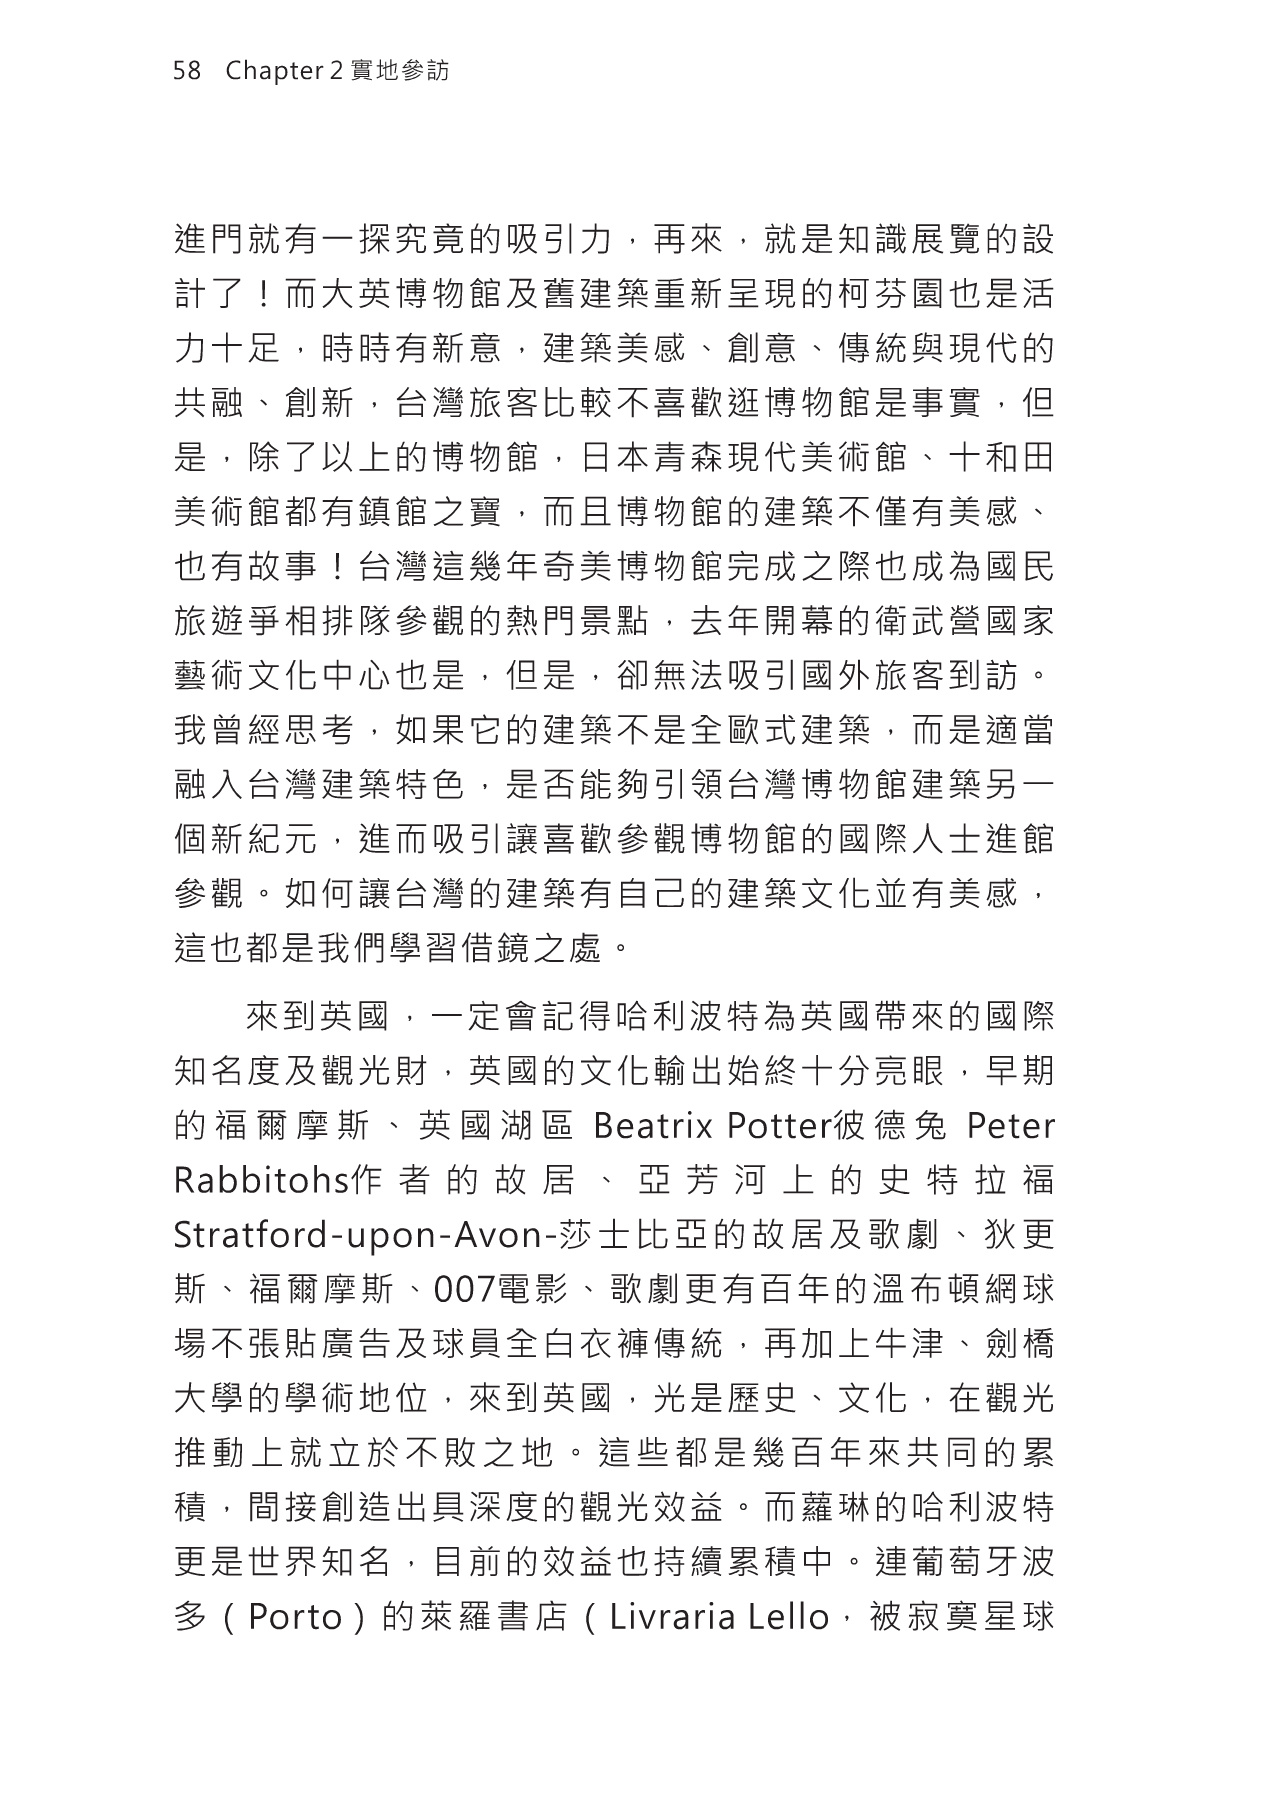 58 Chapter 2 實地參訪
進門就有一探究竟的吸引力，再來，就是知識展覽的設
計了！而大英博物館及舊建築重新呈現的柯芬園也是活
力十足，時時有新意，建築美感、創意、傳統與現代的
共融、創新，台灣旅客比較不喜歡逛博物館是事實，但
是，除了以上的博物館，日本青森現代美術館、十和田
美術館都有鎮館之寶，而且博物館的建築不僅有美感、
也有故事！台灣這幾年奇美博物館完成之際也成為國民
旅遊爭相排隊參觀的熱門景點，去年開幕的衛武營國家
藝術文化中心也是，但是，卻無法吸引國外旅客到訪。
我曾經思考，如果它的建築不是全歐式建築，而是適當
融入台灣建築特色，是否能夠引領台灣博物館建築另一
個新紀元，進而吸引讓喜歡參觀博物館的國際人士進館
參觀。如何讓台灣的建築有自己的建築文化並有美感，
這也都是我們學習借鏡之處。
來到英國，一定會記得哈利波特為英國帶來的國際
知名度及觀光財，英國的文化輸出始終十分亮眼，早期
的福爾摩斯、英國湖區 Beatrix Potter彼德兔 Peter
Rabbitohs作者的故居、亞芳河上的史特拉福
Stratford-upon-Avon-莎士比亞的故居及歌劇、狄更
斯、福爾摩斯、007電影、歌劇更有百年的溫布頓網球
場不張貼廣告及球員全白衣褲傳統，再加上牛津、劍橋
大學的學術地位，來到英國，光是歷史、文化，在觀光
推動上就立於不敗之地。這些都是幾百年來共同的累
積，間接創造出具深度的觀光效益。而蘿琳的哈利波特
更是世界知名，目前的效益也持續累積中。連葡萄牙波
多（Porto）的萊羅書店（Livraria Lello，被寂寞星球